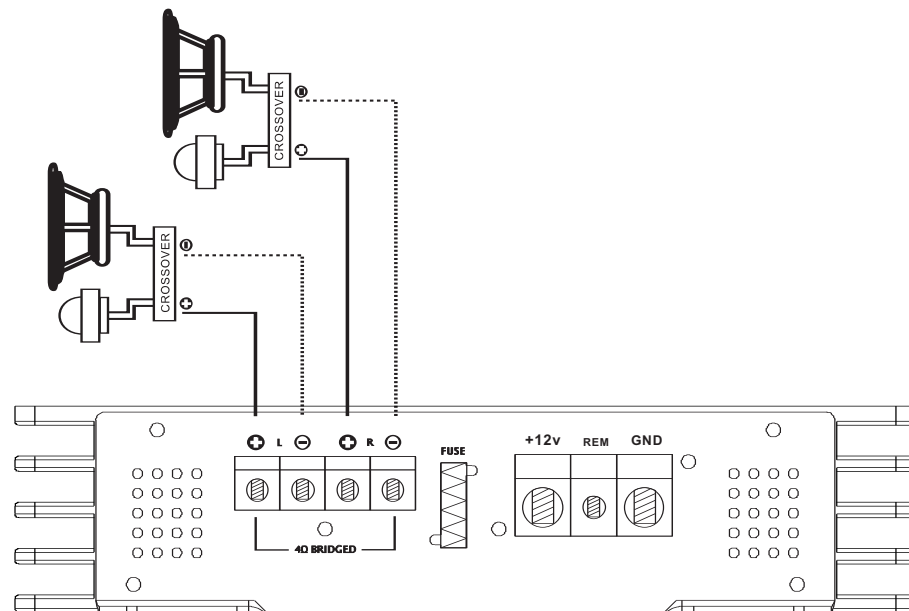 CROSSOVER
CROSSOVER
L R
FUSE
+12v REM GND
4Ω BRIDGED